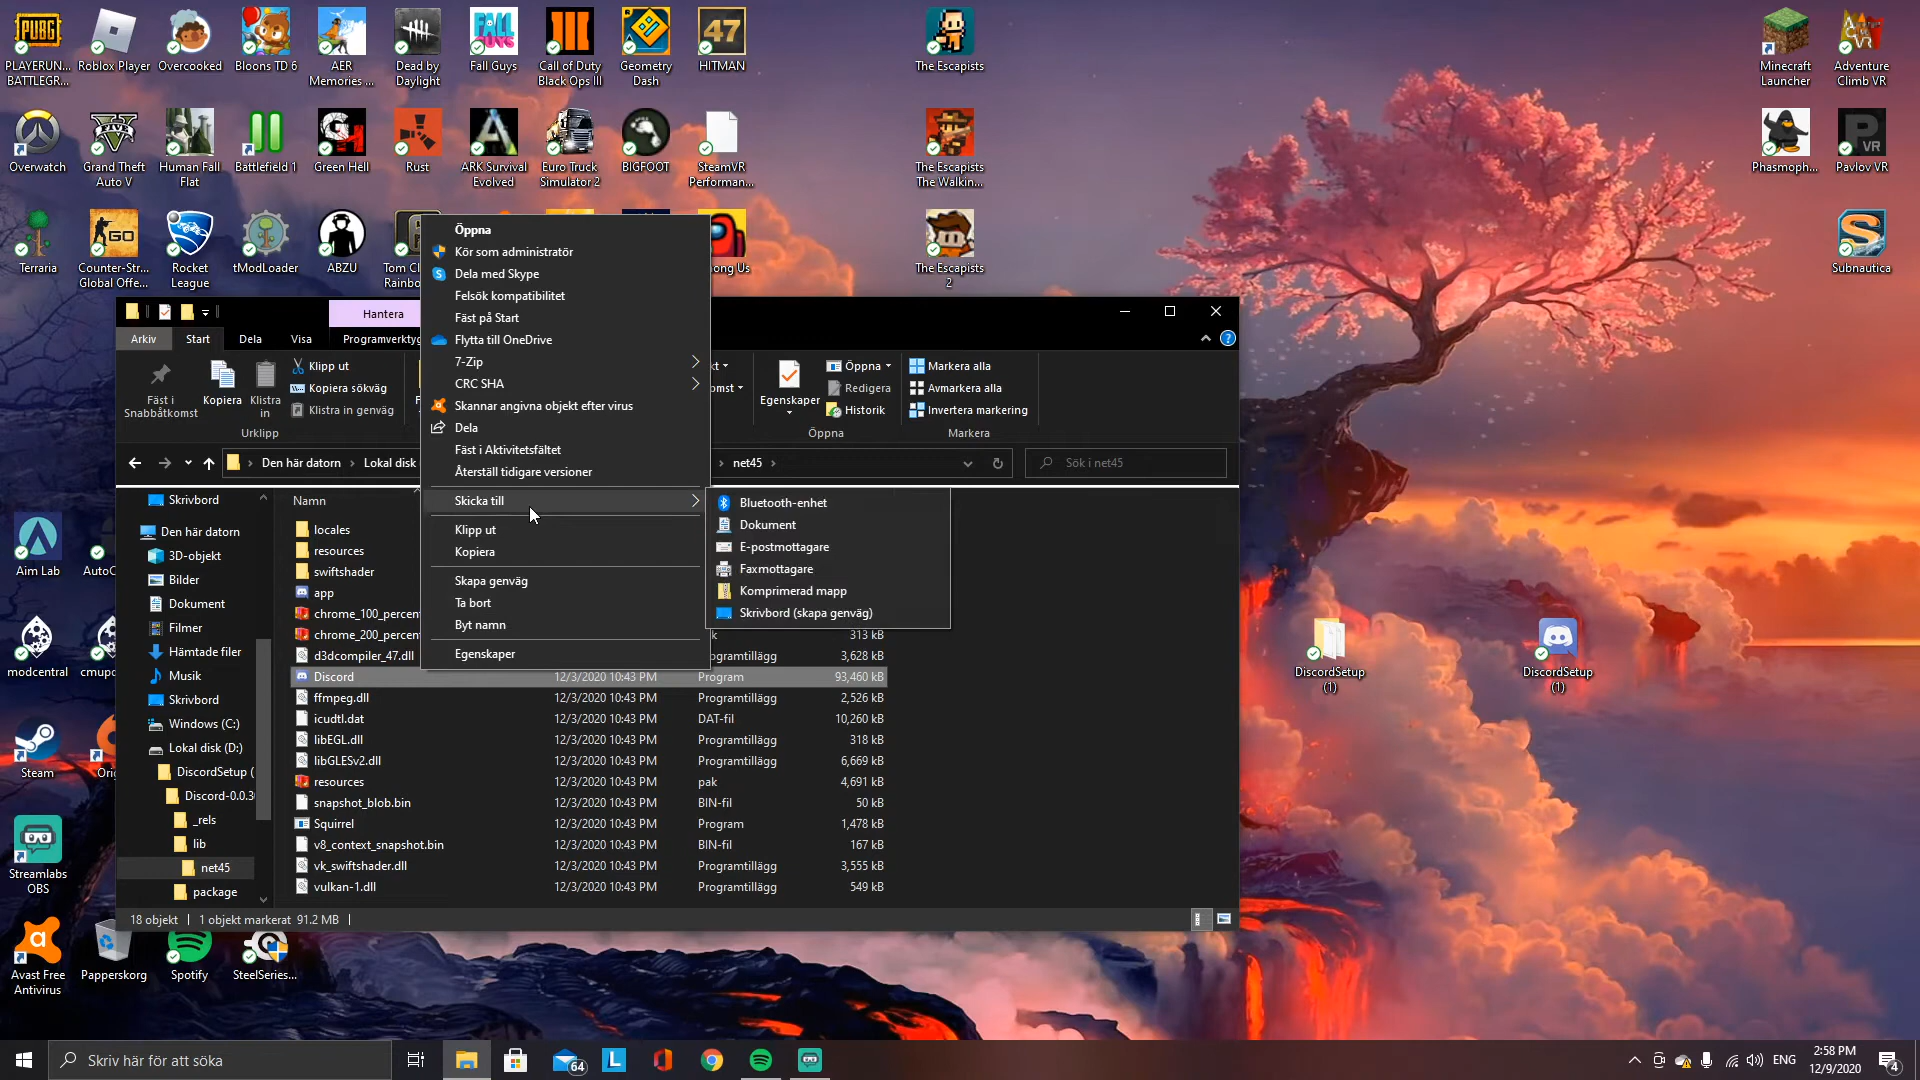 PLAYERUN...
BATTLEGR...
Roblox Player
Overcooked
Bloons TD 6
AER
Memories ...
Dead by
Daylight
Fall Guys
Call of Duty
Black Ops III
Geometry
Dash
HITMAN
The Escapists
Minecraft
Launcher
Adventure
Climb VR
Overwatch
Grand Theft
Auto V
Human Fall
Flat
Battlefield 1
Green Hell
Rust
ARK Survival
Evolved
Euro Truck
Simulator 2
BIGFOOT
SteamVR
Performan...
The Escapists
The Walkin...
Phasmoph...
Pavlov VR
Terraria
Counter-Str...
Global Offe...
Rocket
League
tModLoader
ABZU
Tom Cl
Rainbo
ong Us
The Escapists
2
Subnautica
Öppna
Kör som administratör
Dela med Skype
Felsök kompatibilitet
Fäst på Start
Flytta till OneDrive
7-Zip
CRC SHA
Skannar angivna objekt efter virus
Dela
Fäst i Aktivitetsfältet
Återställ tidigare versioner
Skicka till
Klipp ut
Kopiera
Skapa genväg
Ta bort
Byt namn
Egenskaper
Bluetooth-enhet
Dokument
E-postmottagare
Faxmottagare
Komprimerad mapp
Skrivbord (skapa genväg)
Hantera
Arkiv Start Dela Visa Programverktyg
Fäst i
Snabbåtkomst
Kopiera
Klistra
in
Klipp ut
Kopiera sökväg
Klistra in genväg
Urklipp
kt
omst
Egenskaper
Öppna
Redigera
Historik
Öppna
Markera alla
Avmarkera alla
Invertera markering
Markera
Den här datorn Lokal disk net45
Sök i net45
Skrivbord
Den här datorn
3D-objekt
Bilder
Dokument
Filmer
Hämtade filer
Musik
Skrivbord
Windows (C:)
Lokal disk (D:)
DiscordSetup (
Discord-0.0.3
_rels
lib
net45
package
Namn
locales
resources
swiftshader
app
chrome_100_percent
chrome_200_percent k 313 kB
d3dcompiler_47.dll ogramtillägg 3,628 kB
Discord 12/3/2020 10:43 PM Program 93,460 kB
ffmpeg.dll 12/3/2020 10:43 PM Programtillägg 2,526 kB
icudtl.dat 12/3/2020 10:43 PM DAT-fil 10,260 kB
libEGL.dll 12/3/2020 10:43 PM Programtillägg 318 kB
libGLESv2.dll 12/3/2020 10:43 PM Programtillägg 6,669 kB
resources 12/3/2020 10:43 PM pak 4,691 kB
snapshot_blob.bin 12/3/2020 10:43 PM BIN-fil 50 kB
Squirrel 12/3/2020 10:43 PM Program 1,478 kB
v8_context_snapshot.bin 12/3/2020 10:43 PM BIN-fil 167 kB
vk_swiftshader.dll 12/3/2020 10:43 PM Programtillägg 3,555 kB
vulkan-1.dll 12/3/2020 10:43 PM Programtillägg 549 kB
18 objekt 1 objekt markerat 91.2 MB
Aim Lab
AutoC
modcentral
cmupd
Steam
Ori
Streamlabs
OBS
Avast Free
Antivirus
Papperskorg
Spotify
SteelSeries...
DiscordSetup
(1)
DiscordSetup
(1)
Skriv här för att söka
64
ENG
2:58 PM
12/9/2020
4